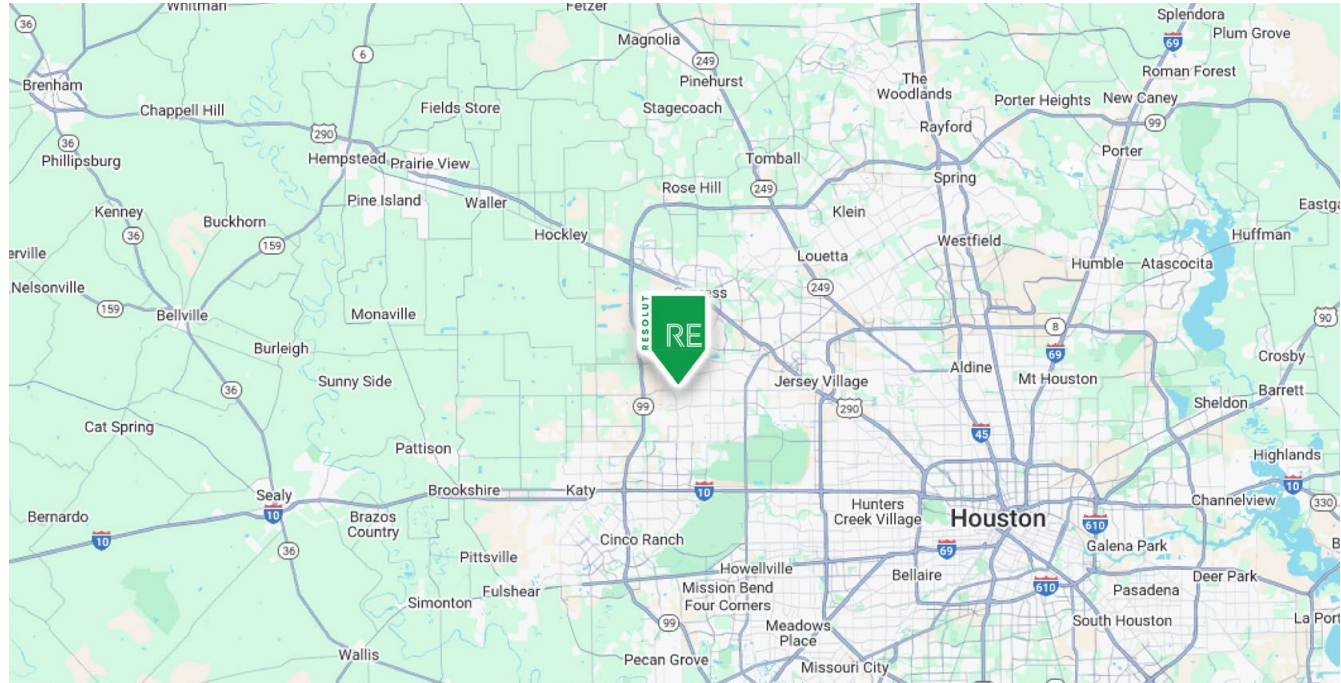 Whitman
Fetzer
Splendora
36
69
Plum Grove
Magnolia
6
249
Pinehurst
Roman Forest
Brenham
The
Woodlands
Porter Heights
New Caney
Chappell Hill
Fields Store
Stagecoach
99
290
Rayford
36
Hempstead
Prairie View
Tomball
Porter
Phillipsburg
249
Spring
Rose Hill
Pine Island
Waller
Kenney
Buckhorn
Klein
36
159
Hockley
Westfield
Huffman
Louetta
Humble
Atascocita
Nelsonville
249
159
Bellville
Monaville
RESOLUT
RE
8
90
Burleigh
69
Crosby
Sunny Side
Jersey Village
Aldine
Mt Houston
Barrett
36
99
290
Sheldon
Cat Spring
45
Pattison
Highlands
Sealy
Brookshire
Katy
10
10
Channelview
10
Hunters
Creek Village
330
Bernardo
Brazos
Country
Houston
610
10
36
Cinco Ranch
69
Galena Park
Pittsville
Howellville
Bellaire
Deer Park
Fulshear
Mission Bend
610
Pasadena
Simonton
Four Corners
99
Meadows
Place
South Houston
Wallis
Pecan Grove
Missouri City